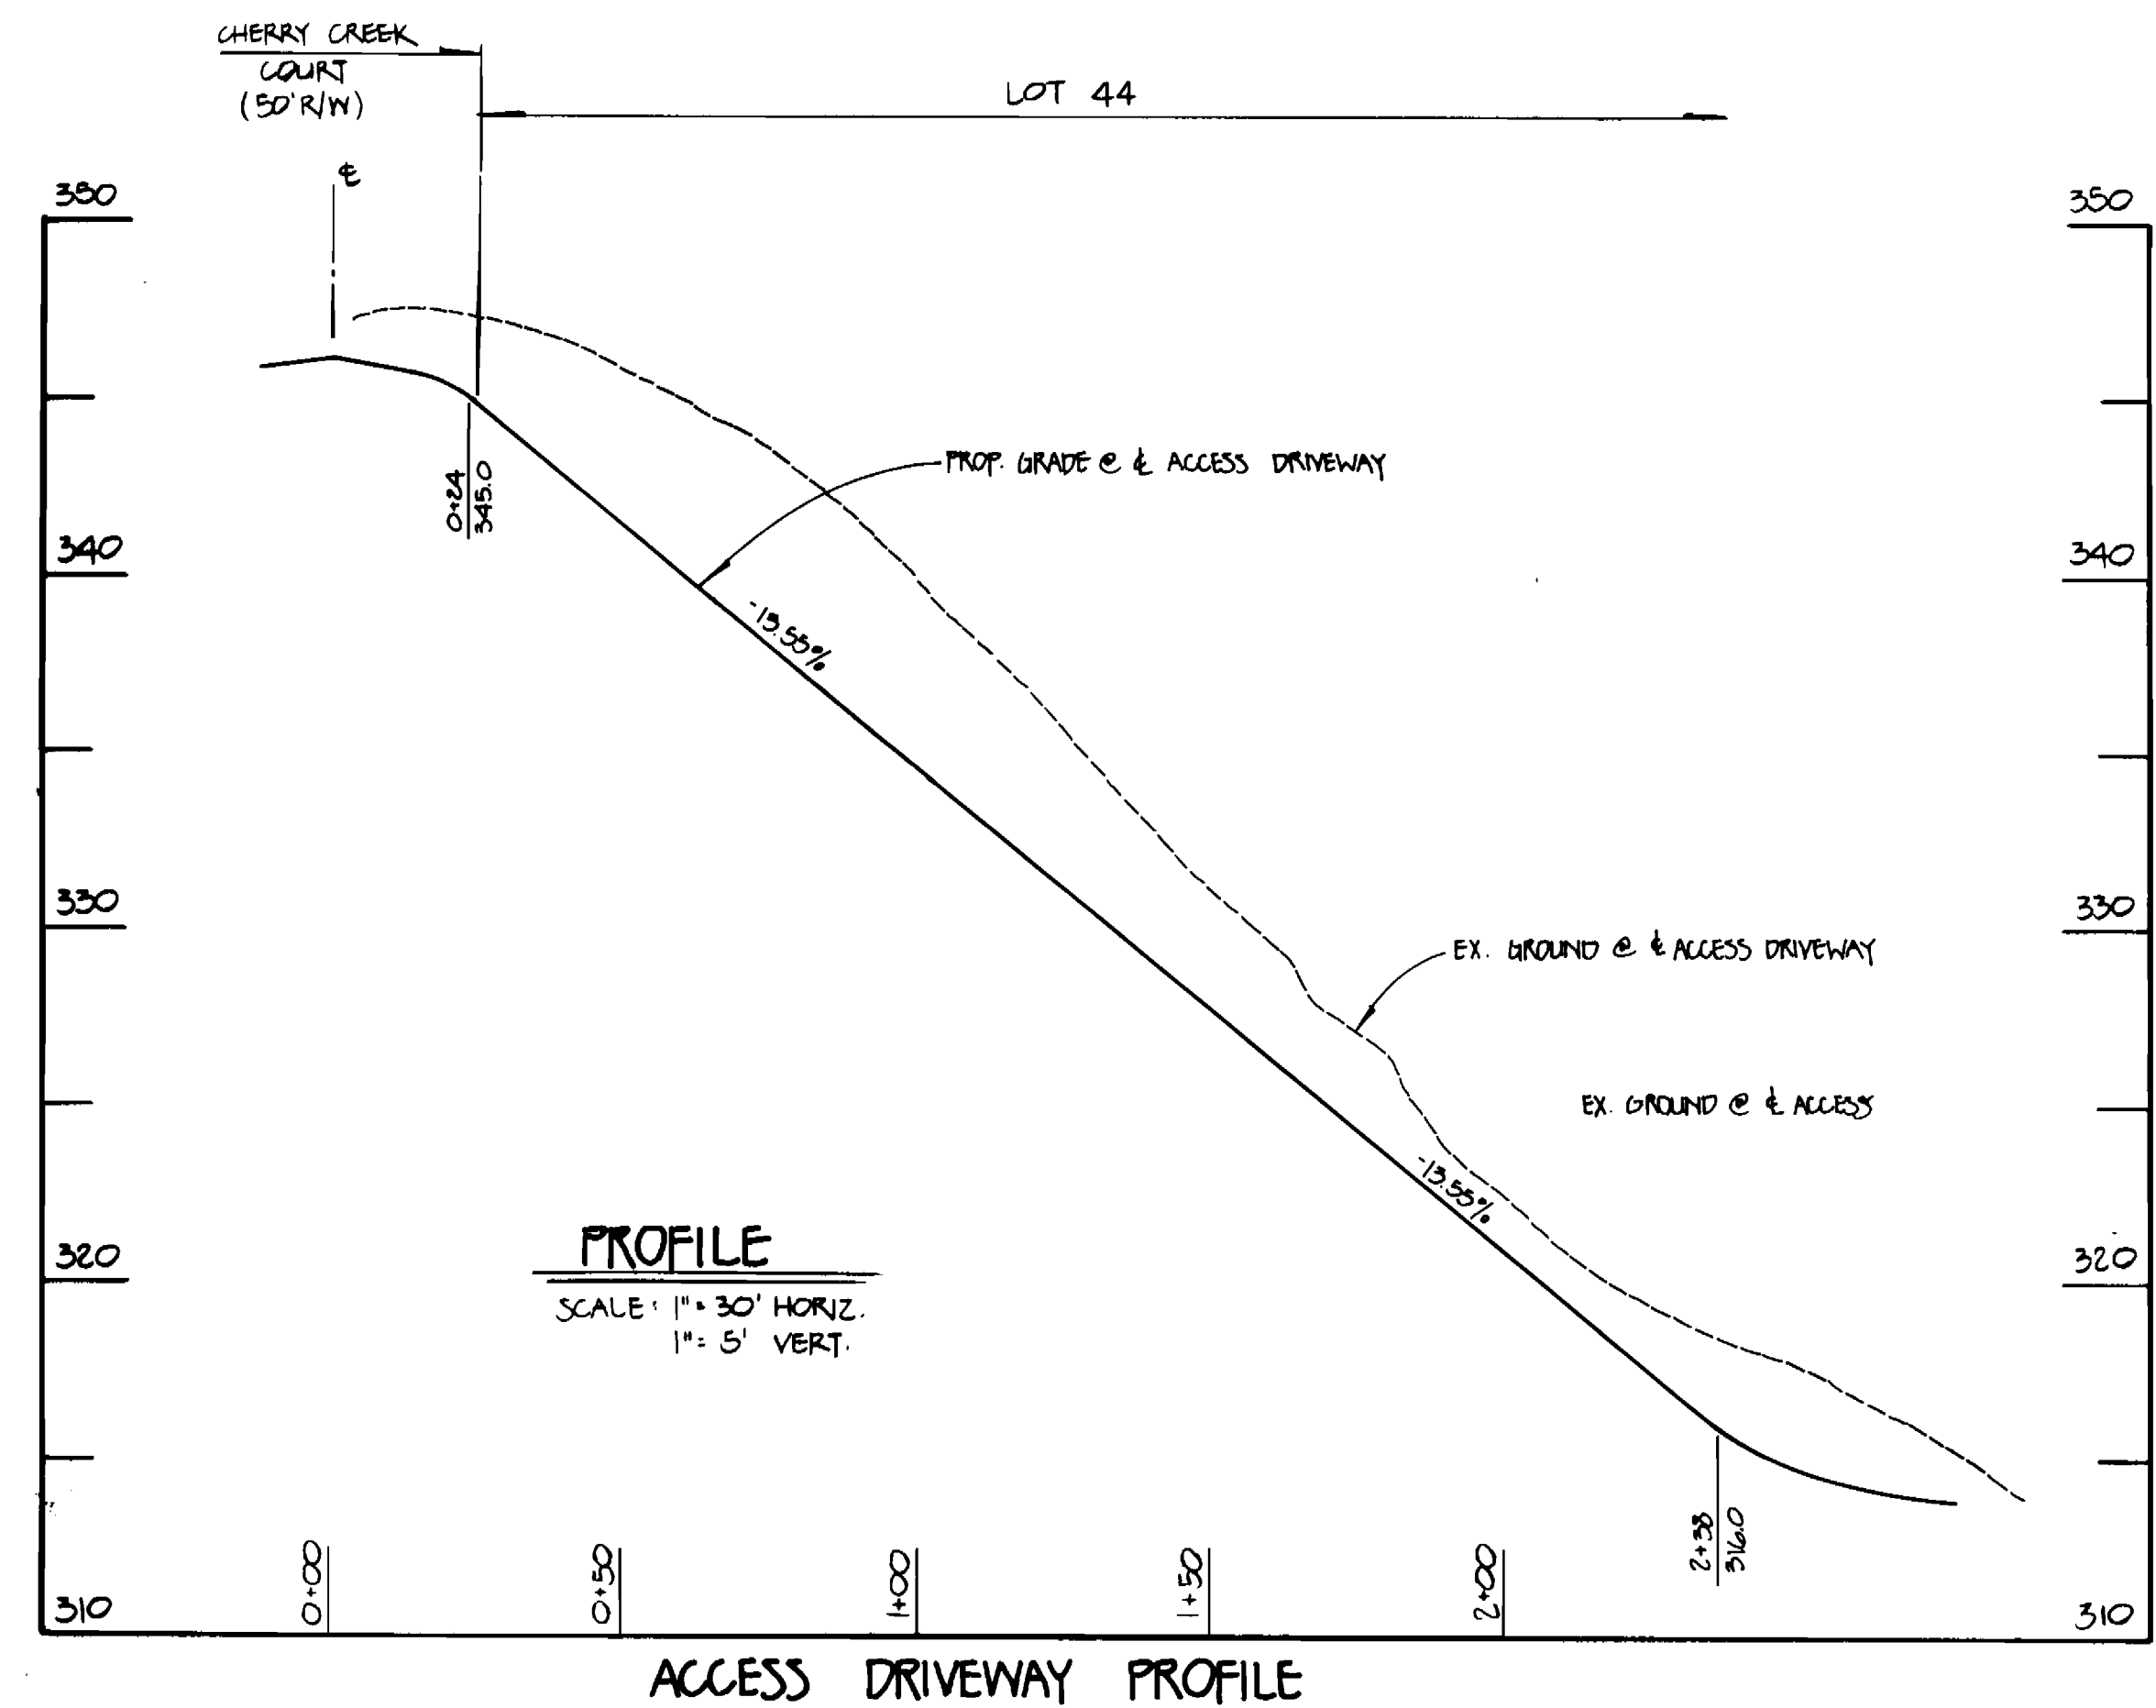 CHERRY CREEK
COURT
(50' R/W)
LOT 44
℄
350
350
PROP. GRADE @ ℄ ACCESS DRIVEWAY
0+24
345.0
340
340
-13.55%
330
330
EX. GROUND @ ℄ ACCESS DRIVEWAY
EX. GROUND @ ℄ ACCESS
-13.55%
PROFILE
320
320
SCALE: 1" = 30' HORIZ.
1" = 5' VERT.
2+38
316.0
0+00
0+50
1+00
1+50
2+00
310
310
ACCESS DRIVEWAY PROFILE